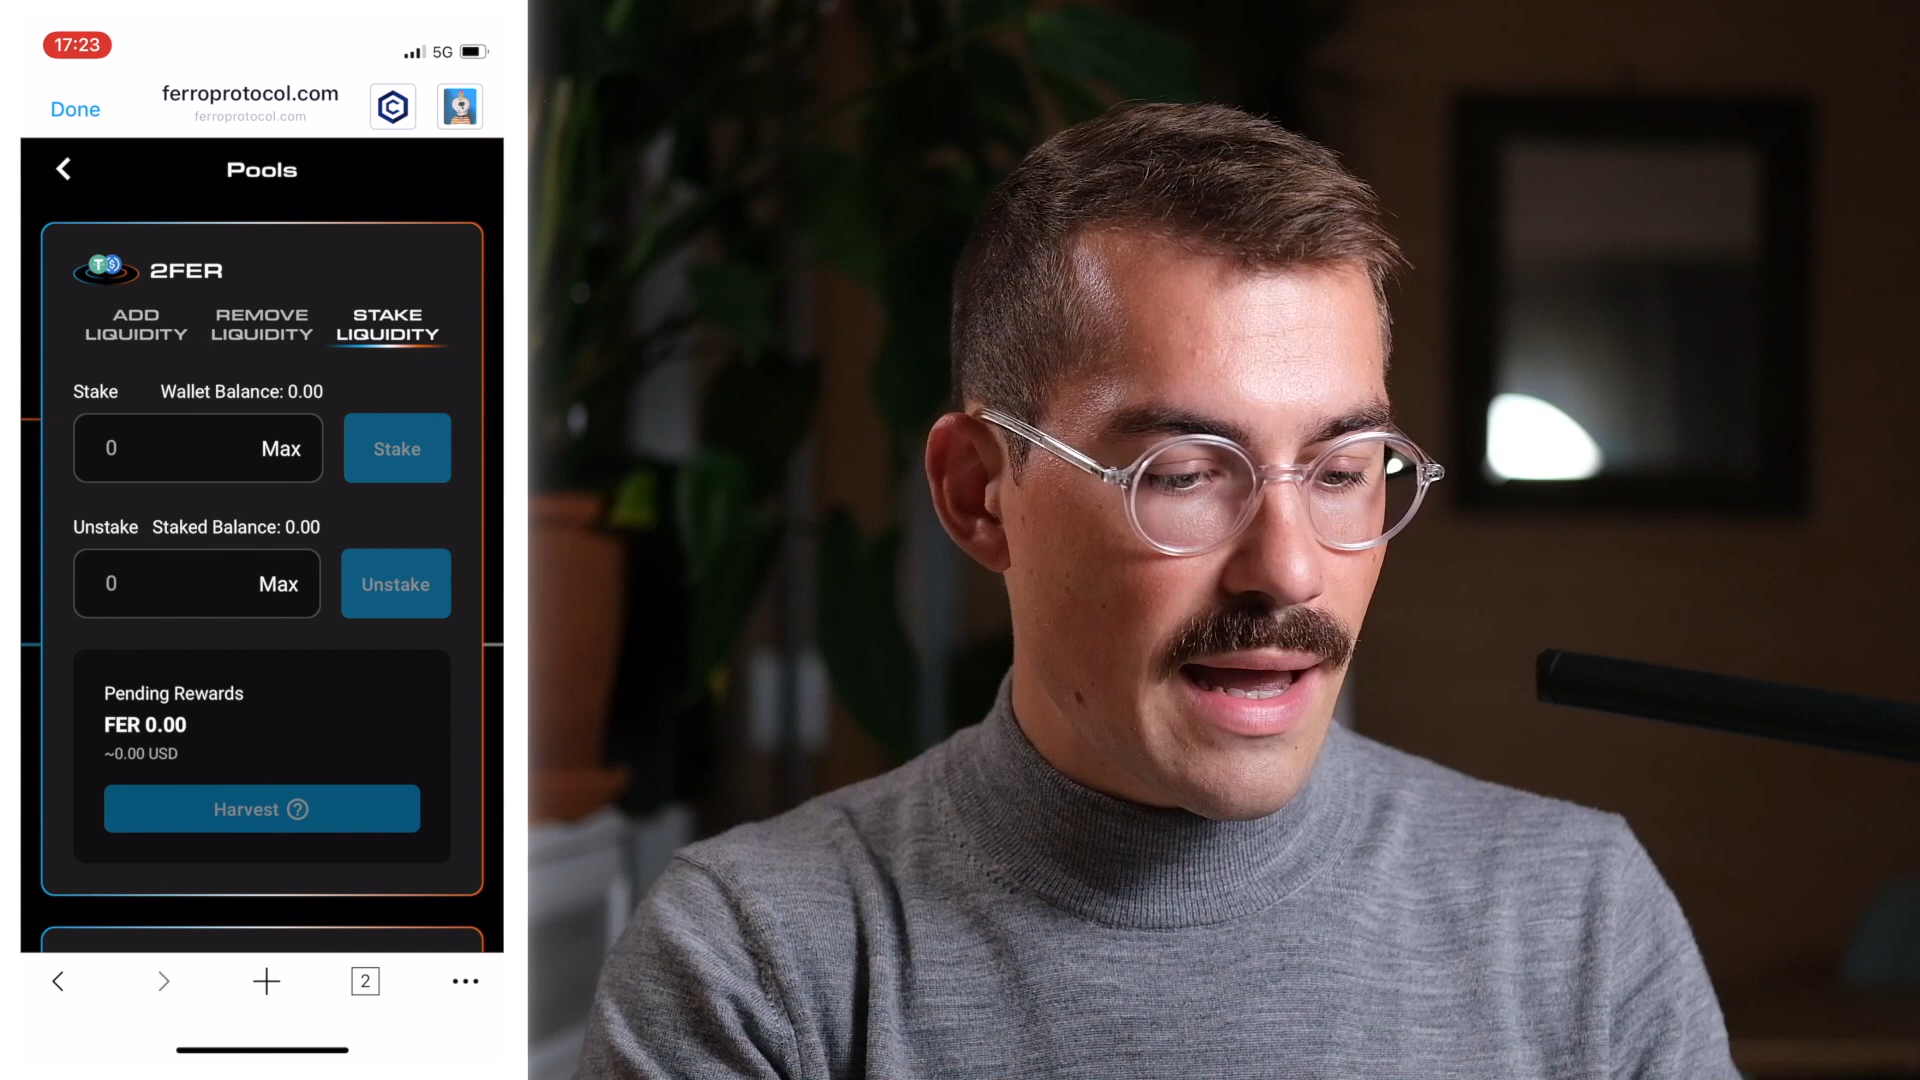 17:23
5G
Done
ferroprotocol.com
ferroprotocol.com
Pools
T $
2FER
ADD LIQUIDITY
REMOVE LIQUIDITY
STAKE LIQUIDITY
Stake
Wallet Balance: 0.00
0
Max
Stake
Unstake
Staked Balance: 0.00
0
Max
Unstake
Pending Rewards
FER 0.00
~0.00 USD
Harvest ?
2